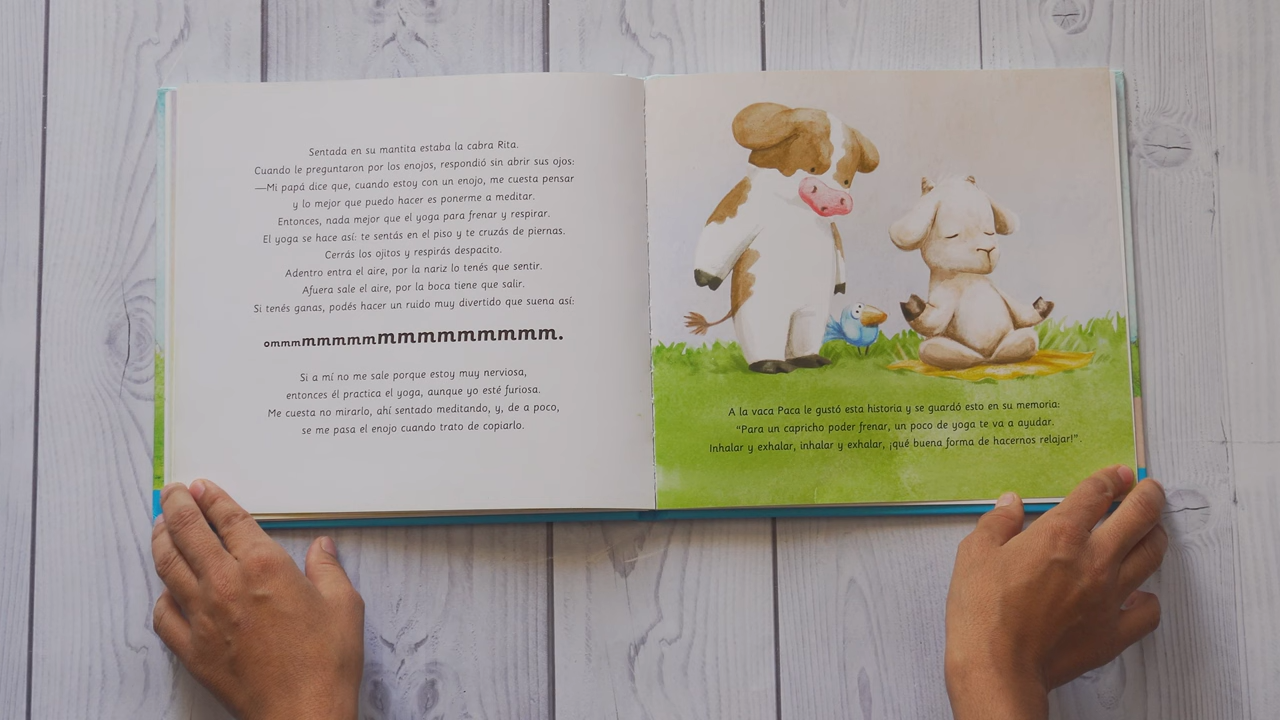 Sentada en su mantita estaba la cabra Rita.
Cuando le preguntaron por los enojos, respondió sin abrir sus ojos:
—Mi papá dice que, cuando estoy con un enojo, me cuesta pensar
y lo mejor que puedo hacer es ponerme a meditar.
Entonces, nada mejor que el yoga para frenar y respirar.
El yoga se hace así: te sentás en el piso y te cruzás de piernas.
Cerrás los ojitos y respirás despacito.
Adentro entra el aire, por la nariz lo tenés que sentir.
Afuera sale el aire, por la boca tiene que salir.
Si tenés ganas, podés hacer un ruido muy divertido que suena así:
ommmmmmmmmmmmmmmmm.
Si a mí no me sale porque estoy muy nerviosa,
entonces él practica el yoga, aunque yo esté furiosa.
Me cuesta no mirarlo, ahí sentado meditando, y, de a poco,
se me pasa el enojo cuando trato de copiarlo.
A la vaca Paca le gustó esta historia y se guardó esto en su memoria:
“Para un capricho poder frenar, un poco de yoga te va a ayudar.
Inhalar y exhalar, inhalar y exhalar, ¡qué buena forma de hacernos relajar!”.